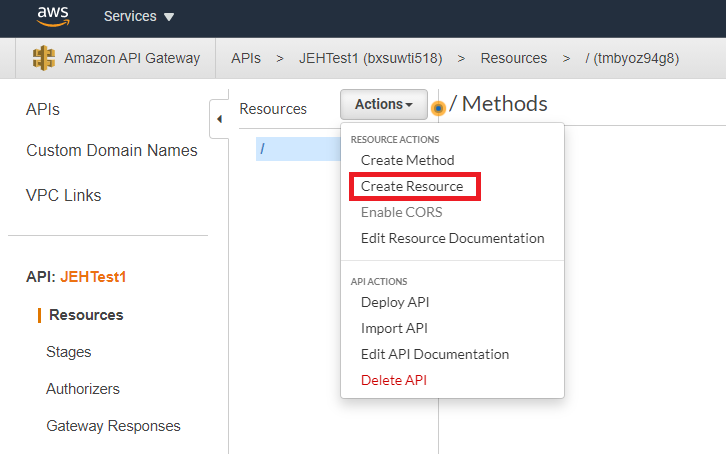 aws
Services
Amazon API Gateway
APIs > JEHTest1 (bxsuwti518) > Resources > / (tmbyoz94g8)
APIs
Custom Domain Names
VPC Links
API: JEHTest1
Resources
Stages
Authorizers
Gateway Responses
Resources
Actions
/ Methods
/
RESOURCE ACTIONS
Create Method
Create Resource
Enable CORS
Edit Resource Documentation
API ACTIONS
Deploy API
Import API
Edit API Documentation
Delete API